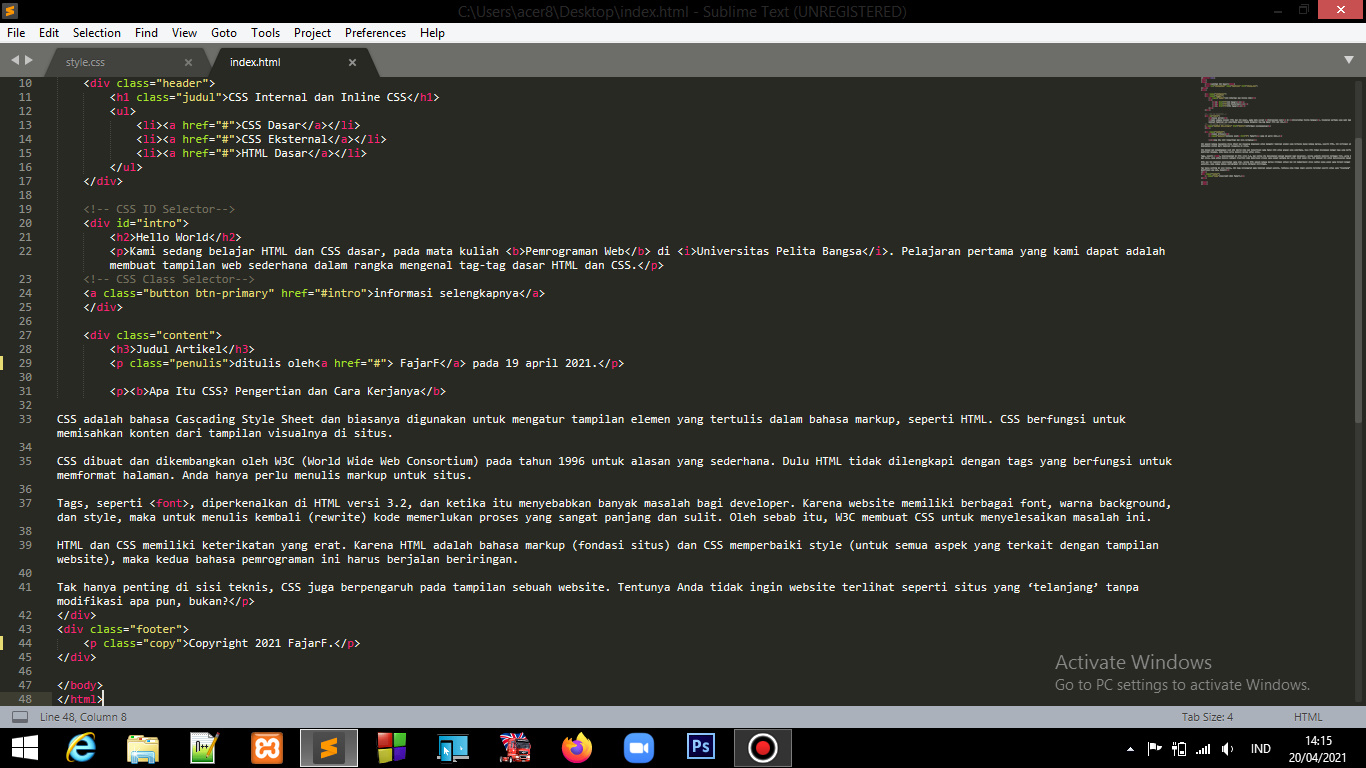 C:\Users\acer8\Desktop\index.html - Sublime Text (UNREGISTERED)
File Edit Selection Find View Goto Tools Project Preferences Help
style.css index.html
10 <div class="header">
11 <h1 class="judul">CSS Internal dan Inline CSS</h1>
12 <ul>
13 <li><a href="#">CSS Dasar</a></li>
14 <li><a href="#">CSS Eksternal</a></li>
15 <li><a href="#">HTML Dasar</a></li>
16 </ul>
17 </div>
18
19 <!-- CSS ID Selector-->
20 <div id="intro">
21 <h2>Hello World</h2>
22 <p>Kami sedang belajar HTML dan CSS dasar, pada mata kuliah <b>Pemrograman Web</b> di <i>Universitas Pelita Bangsa</i>. Pelajaran pertama yang kami dapat adalah
membuat tampilan web sederhana dalam rangka mengenal tag-tag dasar HTML dan CSS.</p>
23 <!-- CSS Class Selector-->
24 <a class="button btn-primary" href="#intro">informasi selengkapnya</a>
25 </div>
26
27 <div class="content">
28 <h3>Judul Artikel</h3>
29 <p class="penulis">ditulis oleh<a href="#"> FajarF</a> pada 19 april 2021.</p>
30
31 <p><b>Apa Itu CSS? Pengertian dan Cara Kerjanya</b>
32
33 CSS adalah bahasa Cascading Style Sheet dan biasanya digunakan untuk mengatur tampilan elemen yang tertulis dalam bahasa markup, seperti HTML. CSS berfungsi untuk
memisahkan konten dari tampilan visualnya di situs.
34
35 CSS dibuat dan dikembangkan oleh W3C (World Wide Web Consortium) pada tahun 1996 untuk alasan yang sederhana. Dulu HTML tidak dilengkapi dengan tags yang berfungsi untuk
memformat halaman. Anda hanya perlu menulis markup untuk situs.
36
37 Tags, seperti <font>, diperkenalkan di HTML versi 3.2, dan ketika itu menyebabkan banyak masalah bagi developer. Karena website memiliki berbagai font, warna background,
dan style, maka untuk menulis kembali (rewrite) kode memerlukan proses yang sangat panjang dan sulit. Oleh sebab itu, W3C membuat CSS untuk menyelesaikan masalah ini.
38
39 HTML dan CSS memiliki keterikatan yang erat. Karena HTML adalah bahasa markup (fondasi situs) dan CSS memperbaiki style (untuk semua aspek yang terkait dengan tampilan
website), maka kedua bahasa pemrograman ini harus berjalan beriringan.
40
41 Tak hanya penting di sisi teknis, CSS juga berpengaruh pada tampilan sebuah website. Tentunya Anda tidak ingin website terlihat seperti situs yang ‘telanjang’ tanpa
modifikasi apa pun, bukan?</p>
42 </div>
43 <div class="footer">
44 <p class="copy">Copyright 2021 FajarF.</p>
45 </div>
46
47 </body>
48 </html>
Activate Windows
Go to PC settings to activate Windows.
Line 48, Column 8 Tab Size: 4 HTML
Ps
IND
14:15
20/04/2021